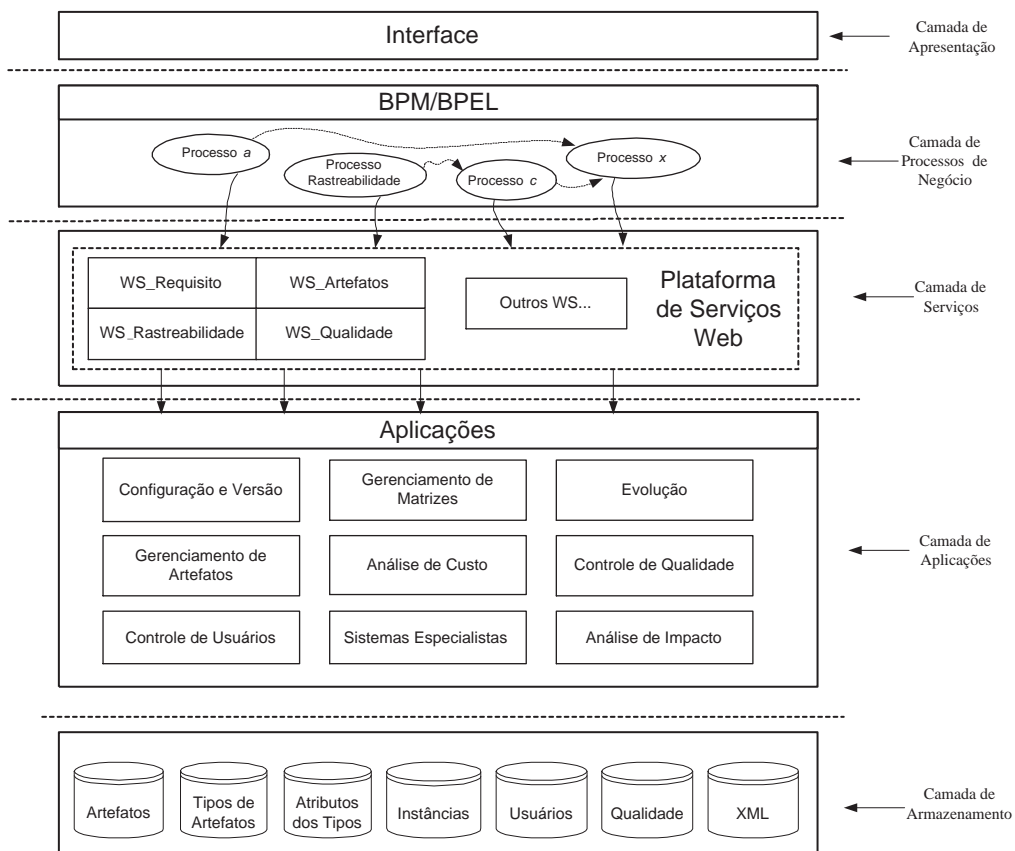 Interface
Camada de
Apresentação
BPM/BPEL
Processo a
Processo
Rastreabilidade
Processo c
Processo x
Camada de
Processos de
Negócio
WS_Requisito
WS_Artefatos
WS_Rastreabilidade
WS_Qualidade
Outros WS...
Plataforma
de Serviços
Web
Camada de
Serviços
Aplicações
Configuração e Versão
Gerenciamento de
Matrizes
Evolução
Gerenciamento de
Artefatos
Análise de Custo
Controle de Qualidade
Controle de Usuários
Sistemas Especialistas
Análise de Impacto
Camada de
Aplicações
Artefatos
Tipos de
Artefatos
Atributos
dos Tipos
Instâncias
Usuários
Qualidade
XML
Camada de
Armazenamento